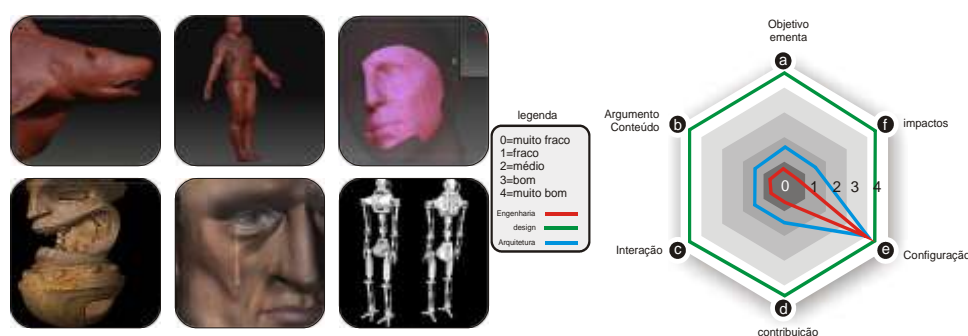 legenda
0=muito fraco
1=fraco
2=médio
3=bom
4=muito bom
Engenharia
design
Arquitetura
Objetivo
ementa
a
Argumento
Conteúdo
b
f
impactos
0 1 2 3 4
Interação
c
e
Configuração
d
contribuição